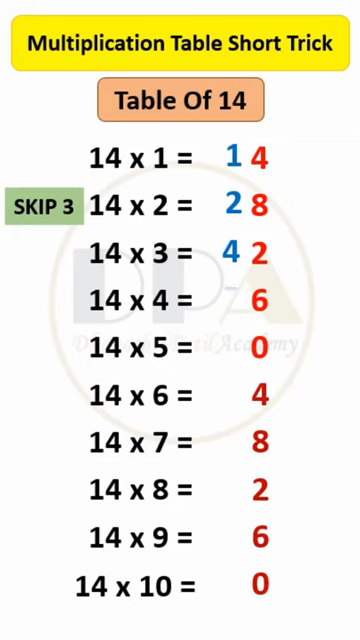 Multiplication Table Short Trick
Table Of 14
14 x 1 = 1 4
SKIP 3 14 x 2 = 2 8
14 x 3 = 4 2
14 x 4 = 6
14 x 5 = 0
14 x 6 = 4
14 x 7 = 8
14 x 8 = 2
14 x 9 = 6
14 x 10 = 0
DPA